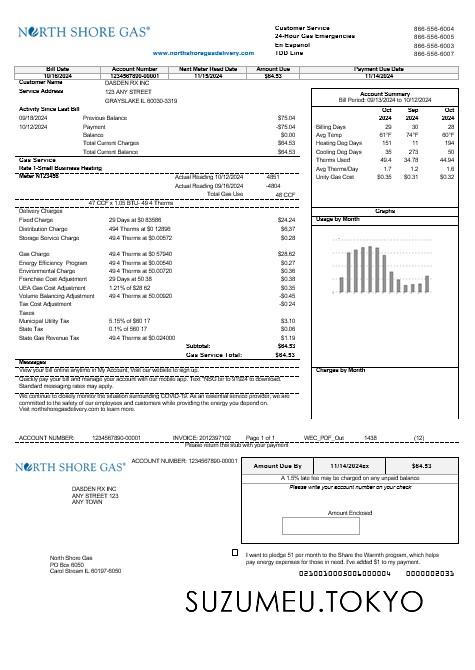 NORTH SHORE GAS
Customer Service 866-556-6004
24-Hour Gas Emergencies 866-556-6005
En Español 866-556-6003
TDD Line 866-556-6007
www.northshoregasdelivery.com
Bill Date Account Number Next Meter Read Date Amount Due Payment Due Date
10/16/2024 1234567890-00001 11/15/2024 $64.53 11/14/2024
Customer Name DASDEN RX INC
Service Address 123 ANY STREET
GRAYSLAKE IL 60030-3319
Activity Since Last Bill
09/18/2024 Previous Balance $75.04
10/12/2024 Payment -$75.04
Balance $0.00
Total Current Charges $64.53
Total Current Balance $64.53
Gas Service
Rate 1-Small Business Heating
Meter N123456 Actual Reading 10/12/2024 4851
Actual Reading 09/16/2024 -4804
Total Gas Use 48 CCF
47 CCF x 1.05 BTU- 49.4 Therms
Delivery Charges
Fixed Charge 29 Days at $0 83586 $24.24
Distribution Charge 494 Therms at $0 12896 $6.37
Storage Service Charge 49.4 Therms at $0.00572 $0.28
Gas Charge 49.4 Therms at $0.57940 $28.62
Energy Efficiency Program 49.4 Therms at $0.00540 $0.27
Environmental Charge 49.4 Therms at $0.00720 $0.36
Franchise Cost Adjustment 29 Days at 50.38 $0.38
UEA Gas Cost Adjustment 1.21% of $28 62 $0.35
Volume Balancing Adjustment 49.4 Therms at $0.00920 -$0.45
Tax Cost Adjustment -$0.24
Taxes
Municipal Utility Tax 5.15% of $60 17 $3.10
State Tax 0.1% of $60 17 $0.06
State Gas Revenue Tax 49.4 Therms at $0.024000 $1.19
Subtotal: $64.53
Gas Service Total: $64.53
Messages
View your bill online anytime in My Account, Visit our website to sign up.
Quickly pay your bill and manage your account with our mobile app. Text "NSG" to 91924 to download.
Standard messaging rates may apply.
We continue to closely monitor the situation surrounding COVID-19. As an essential service provider, we are
committed to the safety of our employees and customers while providing the energy you depend on.
Visit northshoregasdelivery.com to learn more.
Account Summary
Bill Period: 09/13/2024 to 10/12/2024
Oct Sep Oct
2024 2024 2024
Billing Days 29 30 28
Avg Temp 61°F 74°F 60°F
Heating Deg Days 151 11 194
Cooling Deg Days 35 273 50
Therms Used 49.4 34.78 44.94
Avg Therms/Day 1.7 1.2 1.6
Unity Gas Cost $0.35 $0.31 $0.32
Graphs
Usage by Month
Charges by Month
ACCOUNT NUMBER: 1234567890-00001 INVOICE: 2012397102 Page 1 of 1 WEC_PDF_Out 1438 (12)
Please return this stub with payment
NORTH SHORE GAS
ACCOUNT NUMBER: 1234567890-00001
DASDEN RX INC
ANY STREET 123
ANY TOWN
North Shore Gas
PO Box 6050
Carol Stream IL 60197-6050
Amount Due By 11/14/2024ex $64.53
A 1.5% late fee may be charged on any unpaid balance
Please write your account number on your check
Amount Enclosed
I want to pledge 51 per month to the Share the Warmth program, which helps
pay energy expenses for those in need. I've added $1 to my payment.
SUZUMEU.TOKYO